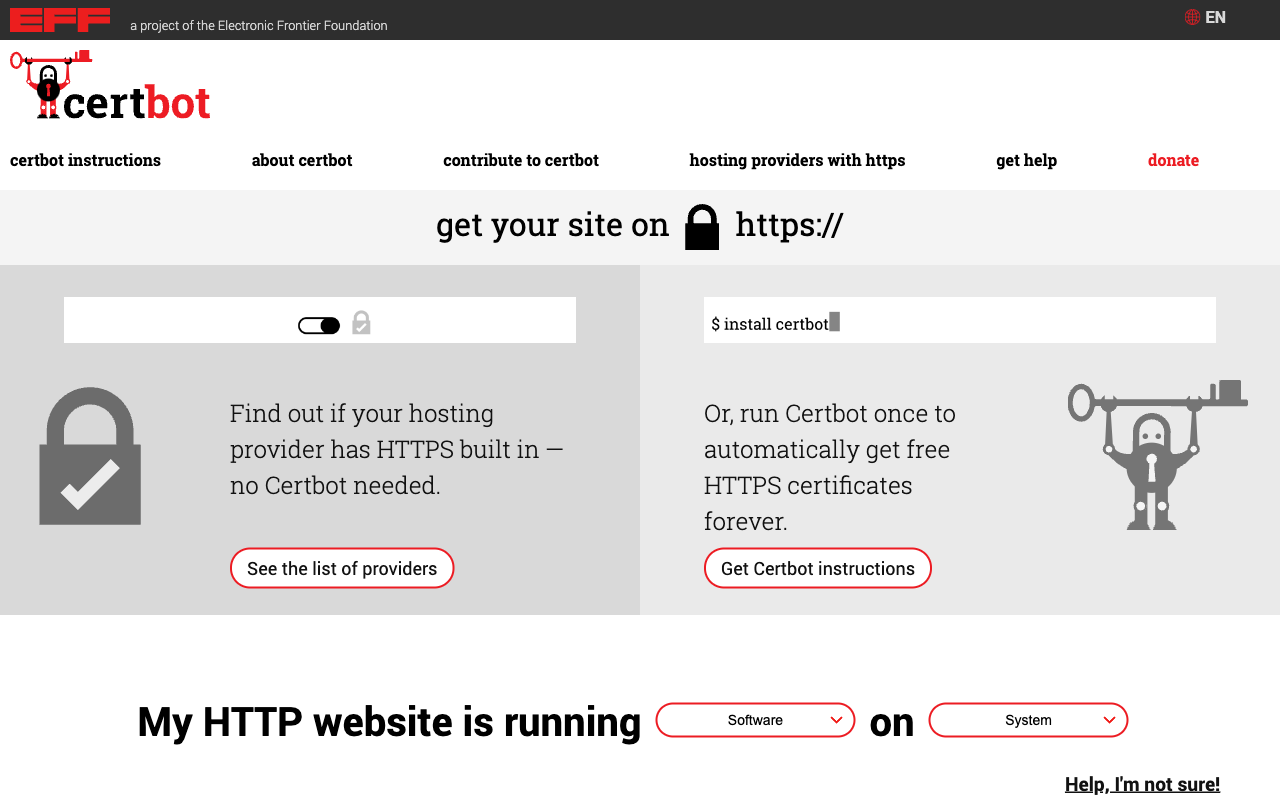 EFF a project of the Electronic Frontier Foundation EN
certbot
certbot instructions about certbot contribute to certbot hosting providers with https get help donate
get your site on https://
$ install certbot
Find out if your hosting
provider has HTTPS built in —
no Certbot needed.
See the list of providers
Or, run Certbot once to
automatically get free
HTTPS certificates
forever.
Get Certbot instructions
My HTTP website is running Software on System
Help, I'm not sure!